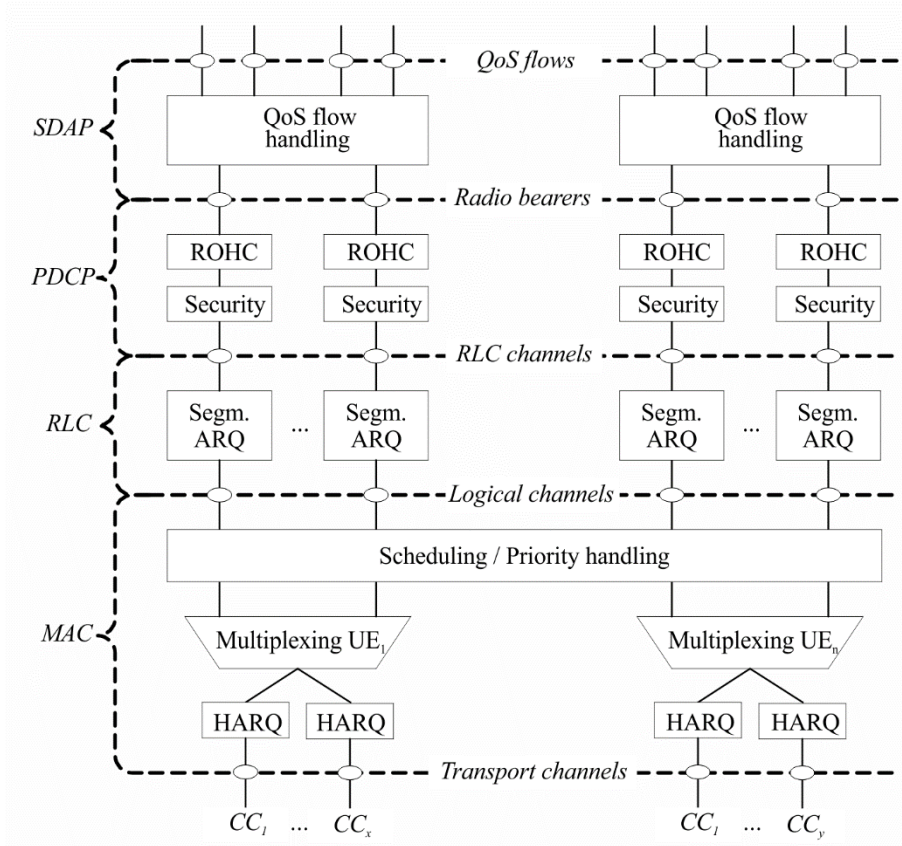 QoS flows
QoS flow
handling
QoS flow
handling
SDAP
Radio bearers
ROHC
ROHC
ROHC
ROHC
PDCP
Security
Security
Security
Security
RLC channels
Segm.
ARQ
...
Segm.
ARQ
Segm.
ARQ
...
Segm.
ARQ
RLC
Logical channels
Scheduling / Priority handling
MAC
Multiplexing UE1
Multiplexing UEn
HARQ
HARQ
HARQ
HARQ
Transport channels
CC1 ... CCx
CC1 ... CCy